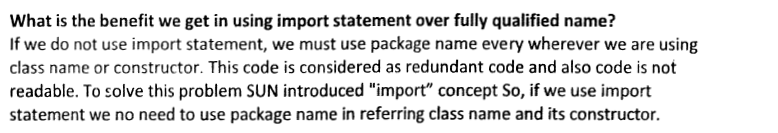 What is the benefit we get in using import statement over fully qualified name?
If we do not use import statement, we must use package name every wherever we are using
class name or constructor. This code is considered as redundant code and also code is not
readable. To solve this problem SUN introduced "import” concept So, if we use import
statement we no need to use package name in referring class name and its constructor.